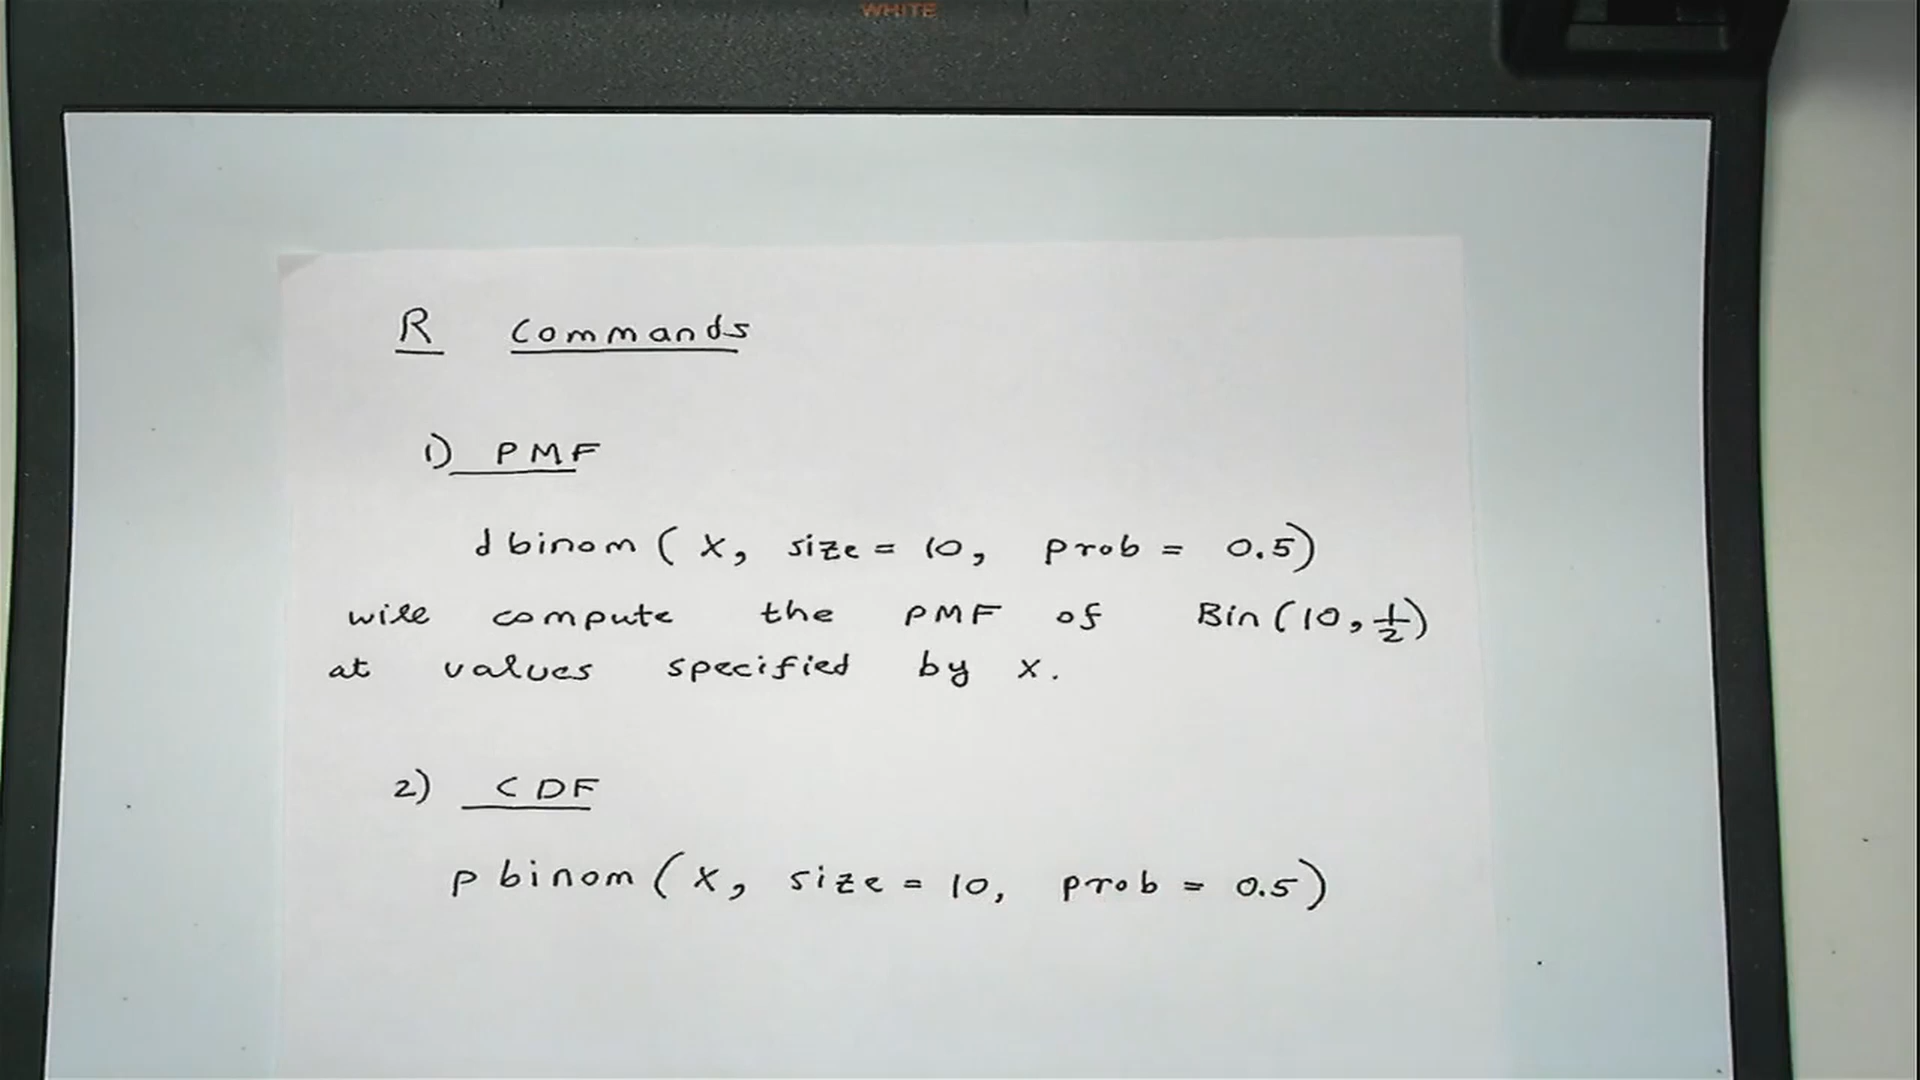 WHITE
R Commands
1) PMF
dbinom (x, size = 10, prob = 0.5)
will compute the PMF of Bin(10, 1/2)
at values specified by x.
2) CDF
pbinom (x, size = 10, prob = 0.5)